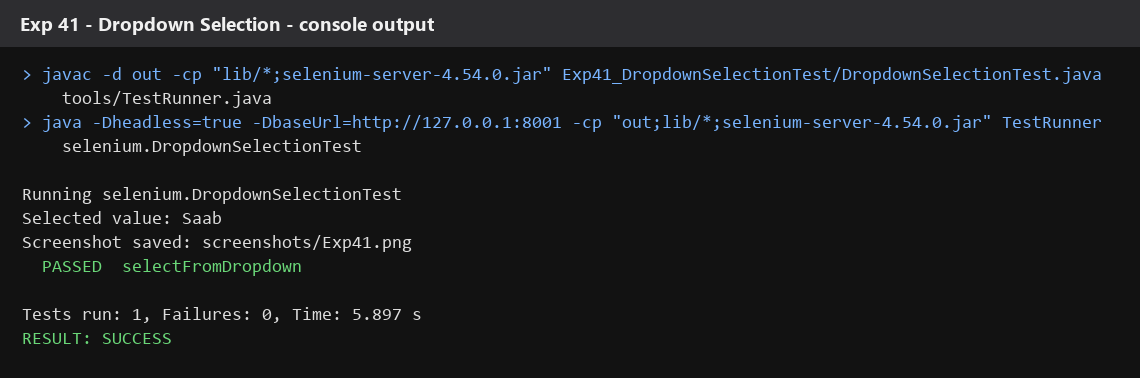 Exp 41 - Dropdown Selection - console output
> javac -d out -cp "lib/*;selenium-server-4.54.0.jar" Exp41_DropdownSelectionTest/DropdownSelectionTest.java
tools/TestRunner.java
> java -Dheadless=true -DbaseUrl=http://127.0.0.1:8001 -cp "out;lib/*;selenium-server-4.54.0.jar" TestRunner
selenium.DropdownSelectionTest
Running selenium.DropdownSelectionTest
Selected value: Saab
Screenshot saved: screenshots/Exp41.png
PASSED  selectFromDropdown
Tests run: 1, Failures: 0, Time: 5.897 s
RESULT: SUCCESS